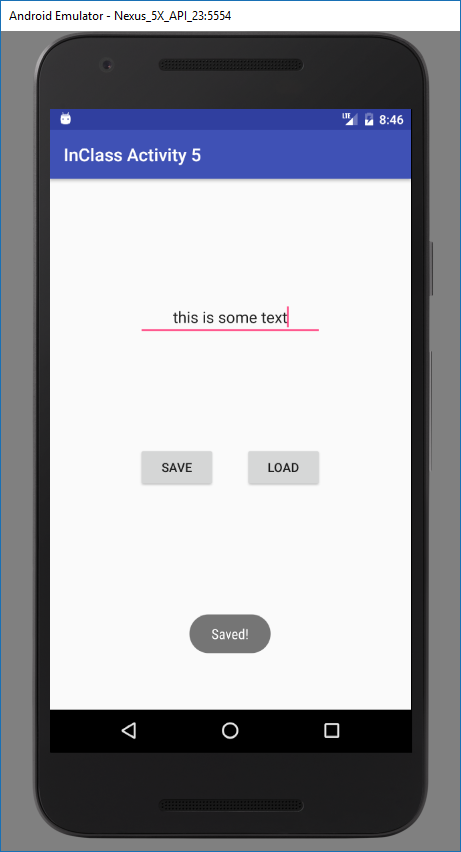 Android Emulator - Nexus_5X_API_23:5554
LTE 8:46
InClass Activity 5
this is some text
SAVE LOAD
Saved!